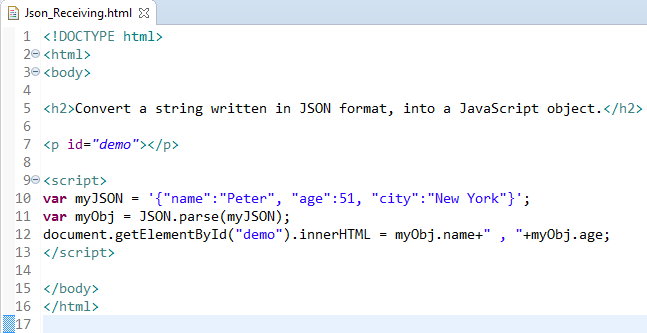 Json_Receiving.html
1 <!DOCTYPE html>
2 <html>
3 <body>
4
5 <h2>Convert a string written in JSON format, into a JavaScript object.</h2>
6
7 <p id="demo"></p>
8
9 <script>
10 var myJSON = '{"name":"Peter", "age":51, "city":"New York"}';
11 var myObj = JSON.parse(myJSON);
12 document.getElementById("demo").innerHTML = myObj.name+" , "+myObj.age;
13 </script>
14
15 </body>
16 </html>
17